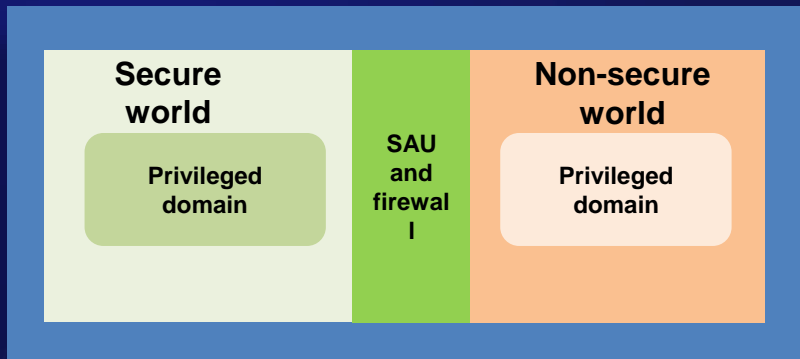 Secure
world
Privileged
domain
SAU
and
firewal
l
Non-secure
world
Privileged
domain